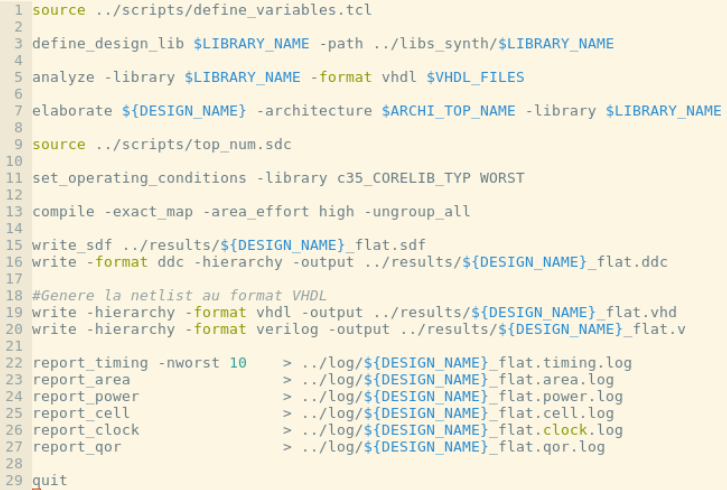 1 source ../scripts/define_variables.tcl
2
3 define_design_lib $LIBRARY_NAME -path ../libs_synth/$LIBRARY_NAME
4
5 analyze -library $LIBRARY_NAME -format vhdl $VHDL_FILES
6
7 elaborate ${DESIGN_NAME} -architecture $ARCHI_TOP_NAME -library $LIBRARY_NAME
8
9 source ../scripts/top_num.sdc
10
11 set_operating_conditions -library c35_CORELIB_TYP WORST
12
13 compile -exact_map -area_effort high -ungroup_all
14
15 write_sdf ../results/${DESIGN_NAME}_flat.sdf
16 write -format ddc -hierarchy -output ../results/${DESIGN_NAME}_flat.ddc
17
18 #Genere la netlist au format VHDL
19 write -hierarchy -format vhdl -output ../results/${DESIGN_NAME}_flat.vhd
20 write -hierarchy -format verilog -output ../results/${DESIGN_NAME}_flat.v
21
22 report_timing -nworst 10    > ../log/${DESIGN_NAME}_flat.timing.log
23 report_area                 > ../log/${DESIGN_NAME}_flat.area.log
24 report_power                > ../log/${DESIGN_NAME}_flat.power.log
25 report_cell                 > ../log/${DESIGN_NAME}_flat.cell.log
26 report_clock                > ../log/${DESIGN_NAME}_flat.clock.log
27 report_qor                  > ../log/${DESIGN_NAME}_flat.qor.log
28
29 quit